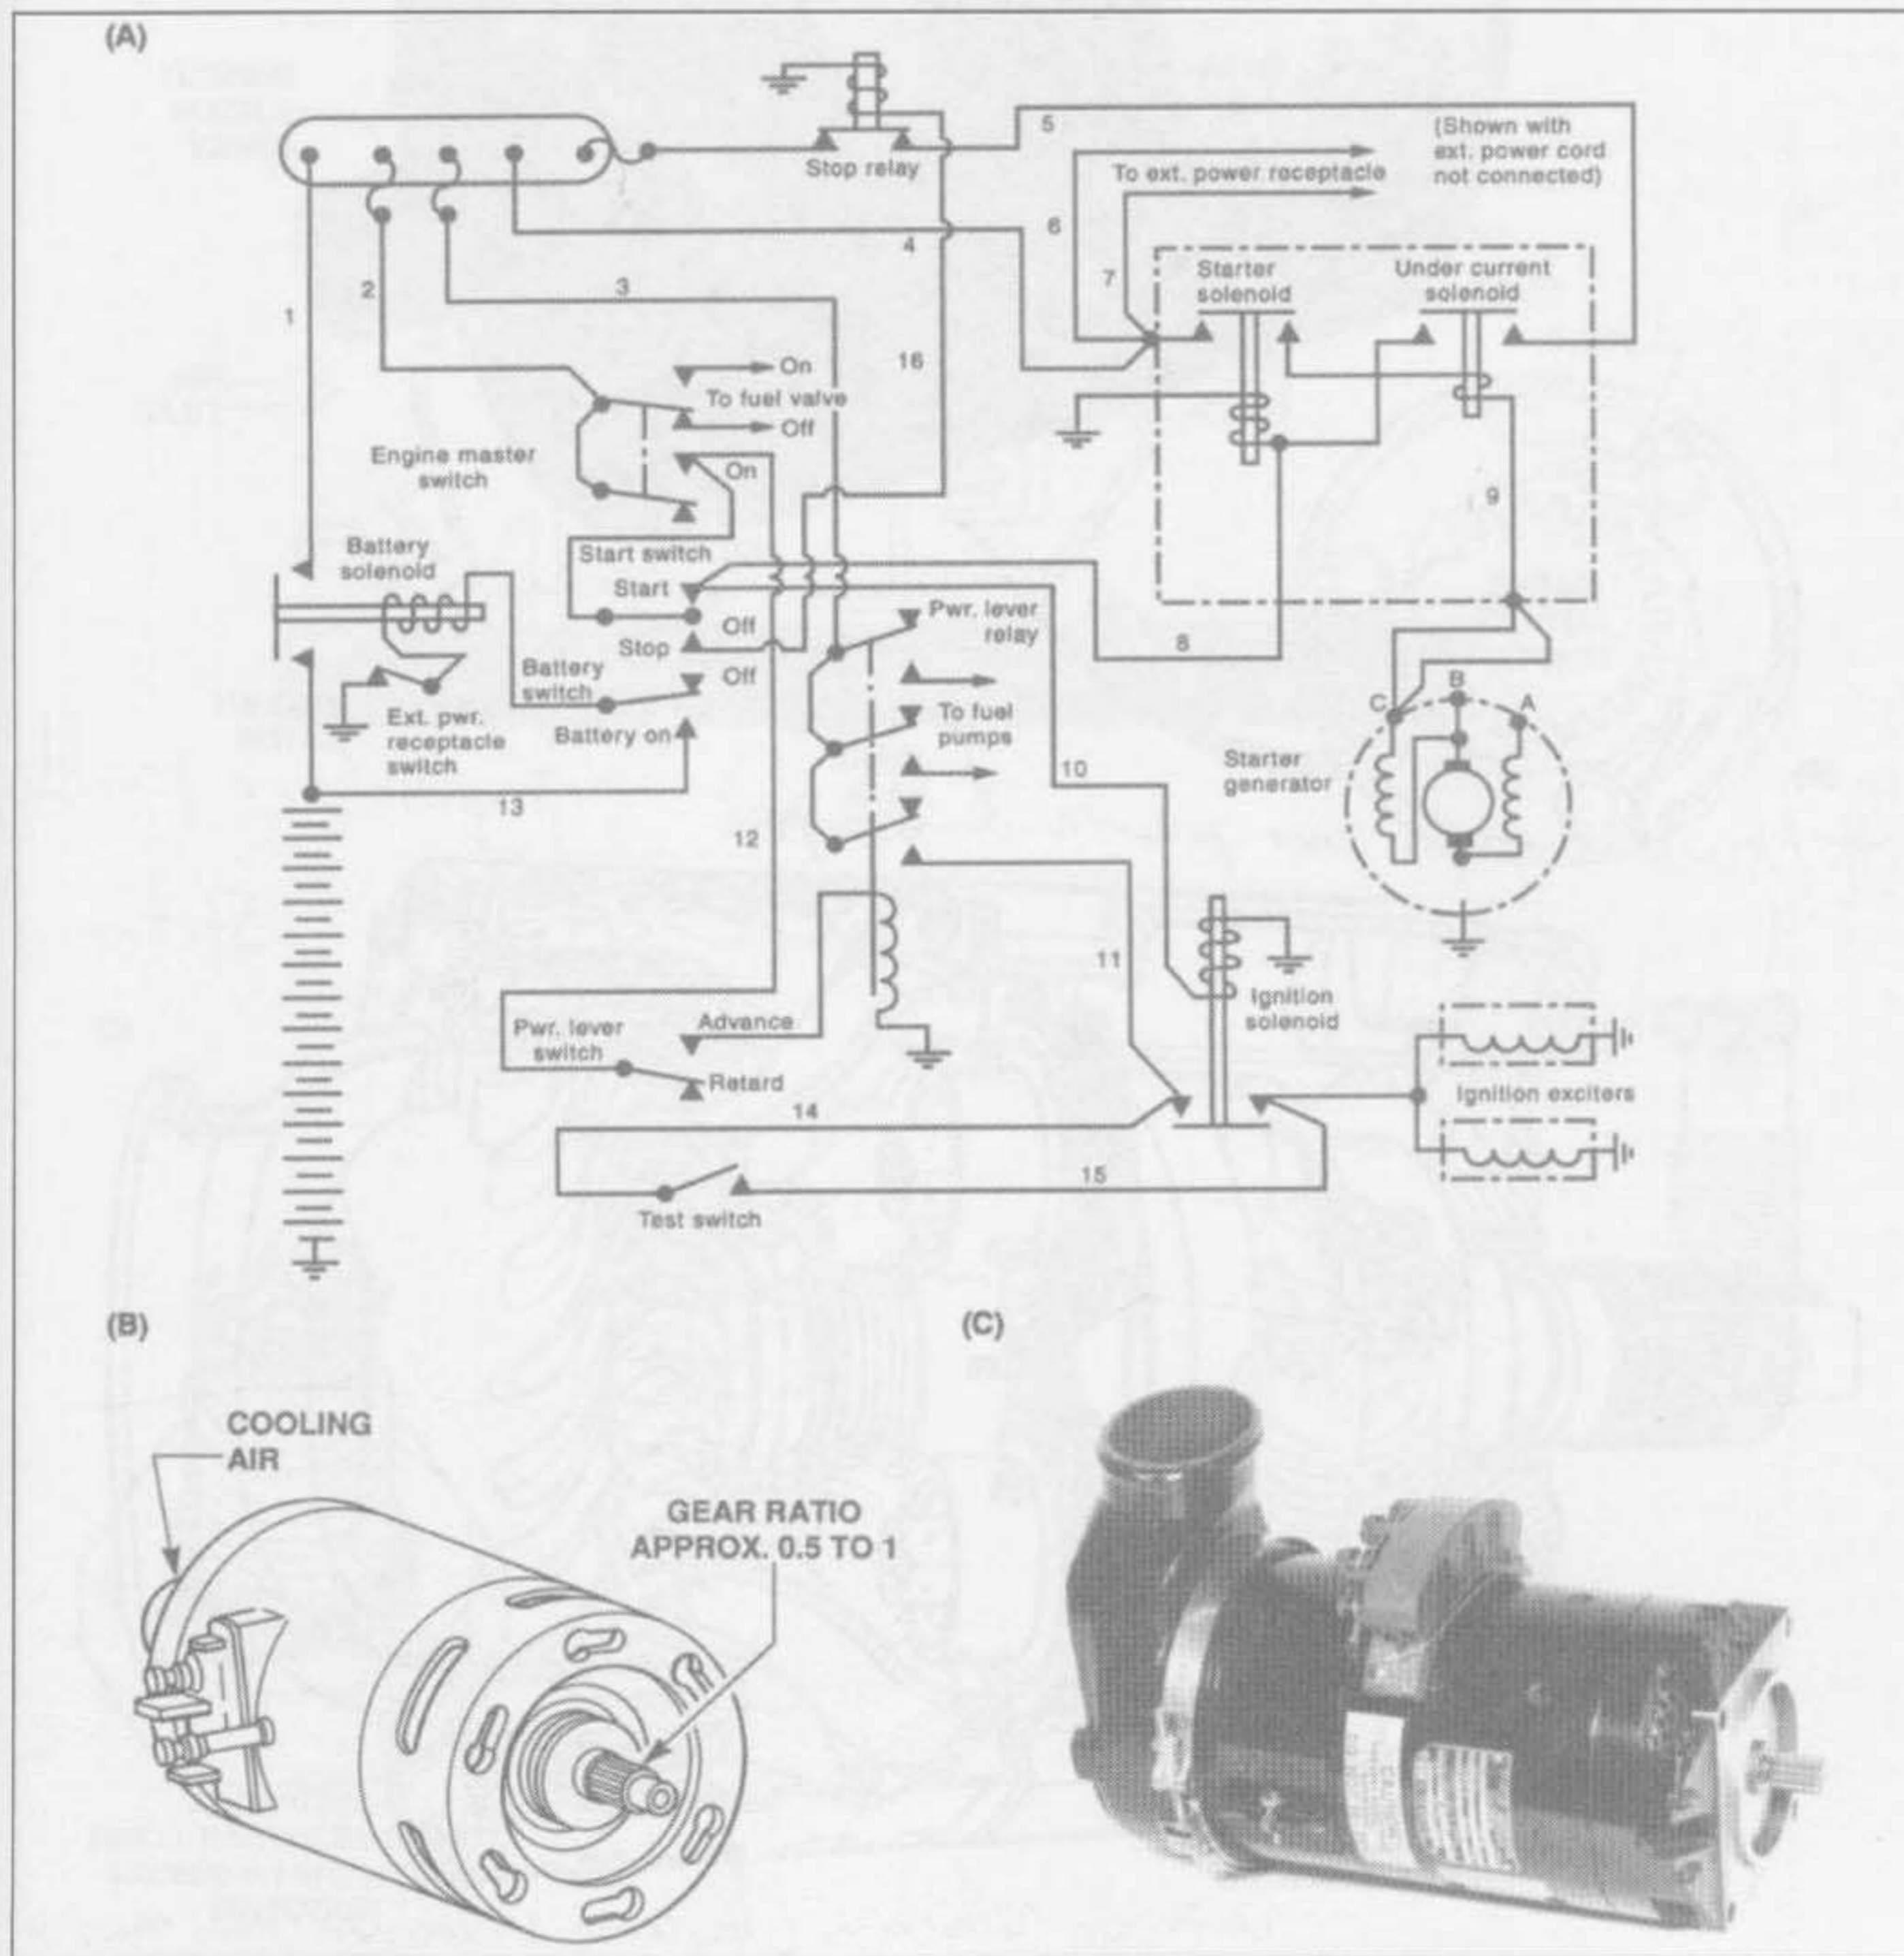 (A)
5
(Shown with
ext. power cord
not connected)
Stop relay
To ext. power receptacle
6
4
7
Starter
solenoid
Under current
solenoid
1
2
3
16
On
To fuel valve
Off
Engine master
switch
On
9
Battery
solenoid
Start switch
Start
Off
Stop
Pwr. lever
relay
8
Battery
switch
Off
Battery on
Ext. pwr.
receptacle
switch
To fuel
pumps
C
B
A
Starter
generator
10
13
12
11
Ignition
solenoid
Pwr. lever
switch
Advance
Retard
Ignition exciters
14
15
Test switch
(B)
(C)
COOLING
AIR
GEAR RATIO
APPROX. 0.5 TO 1